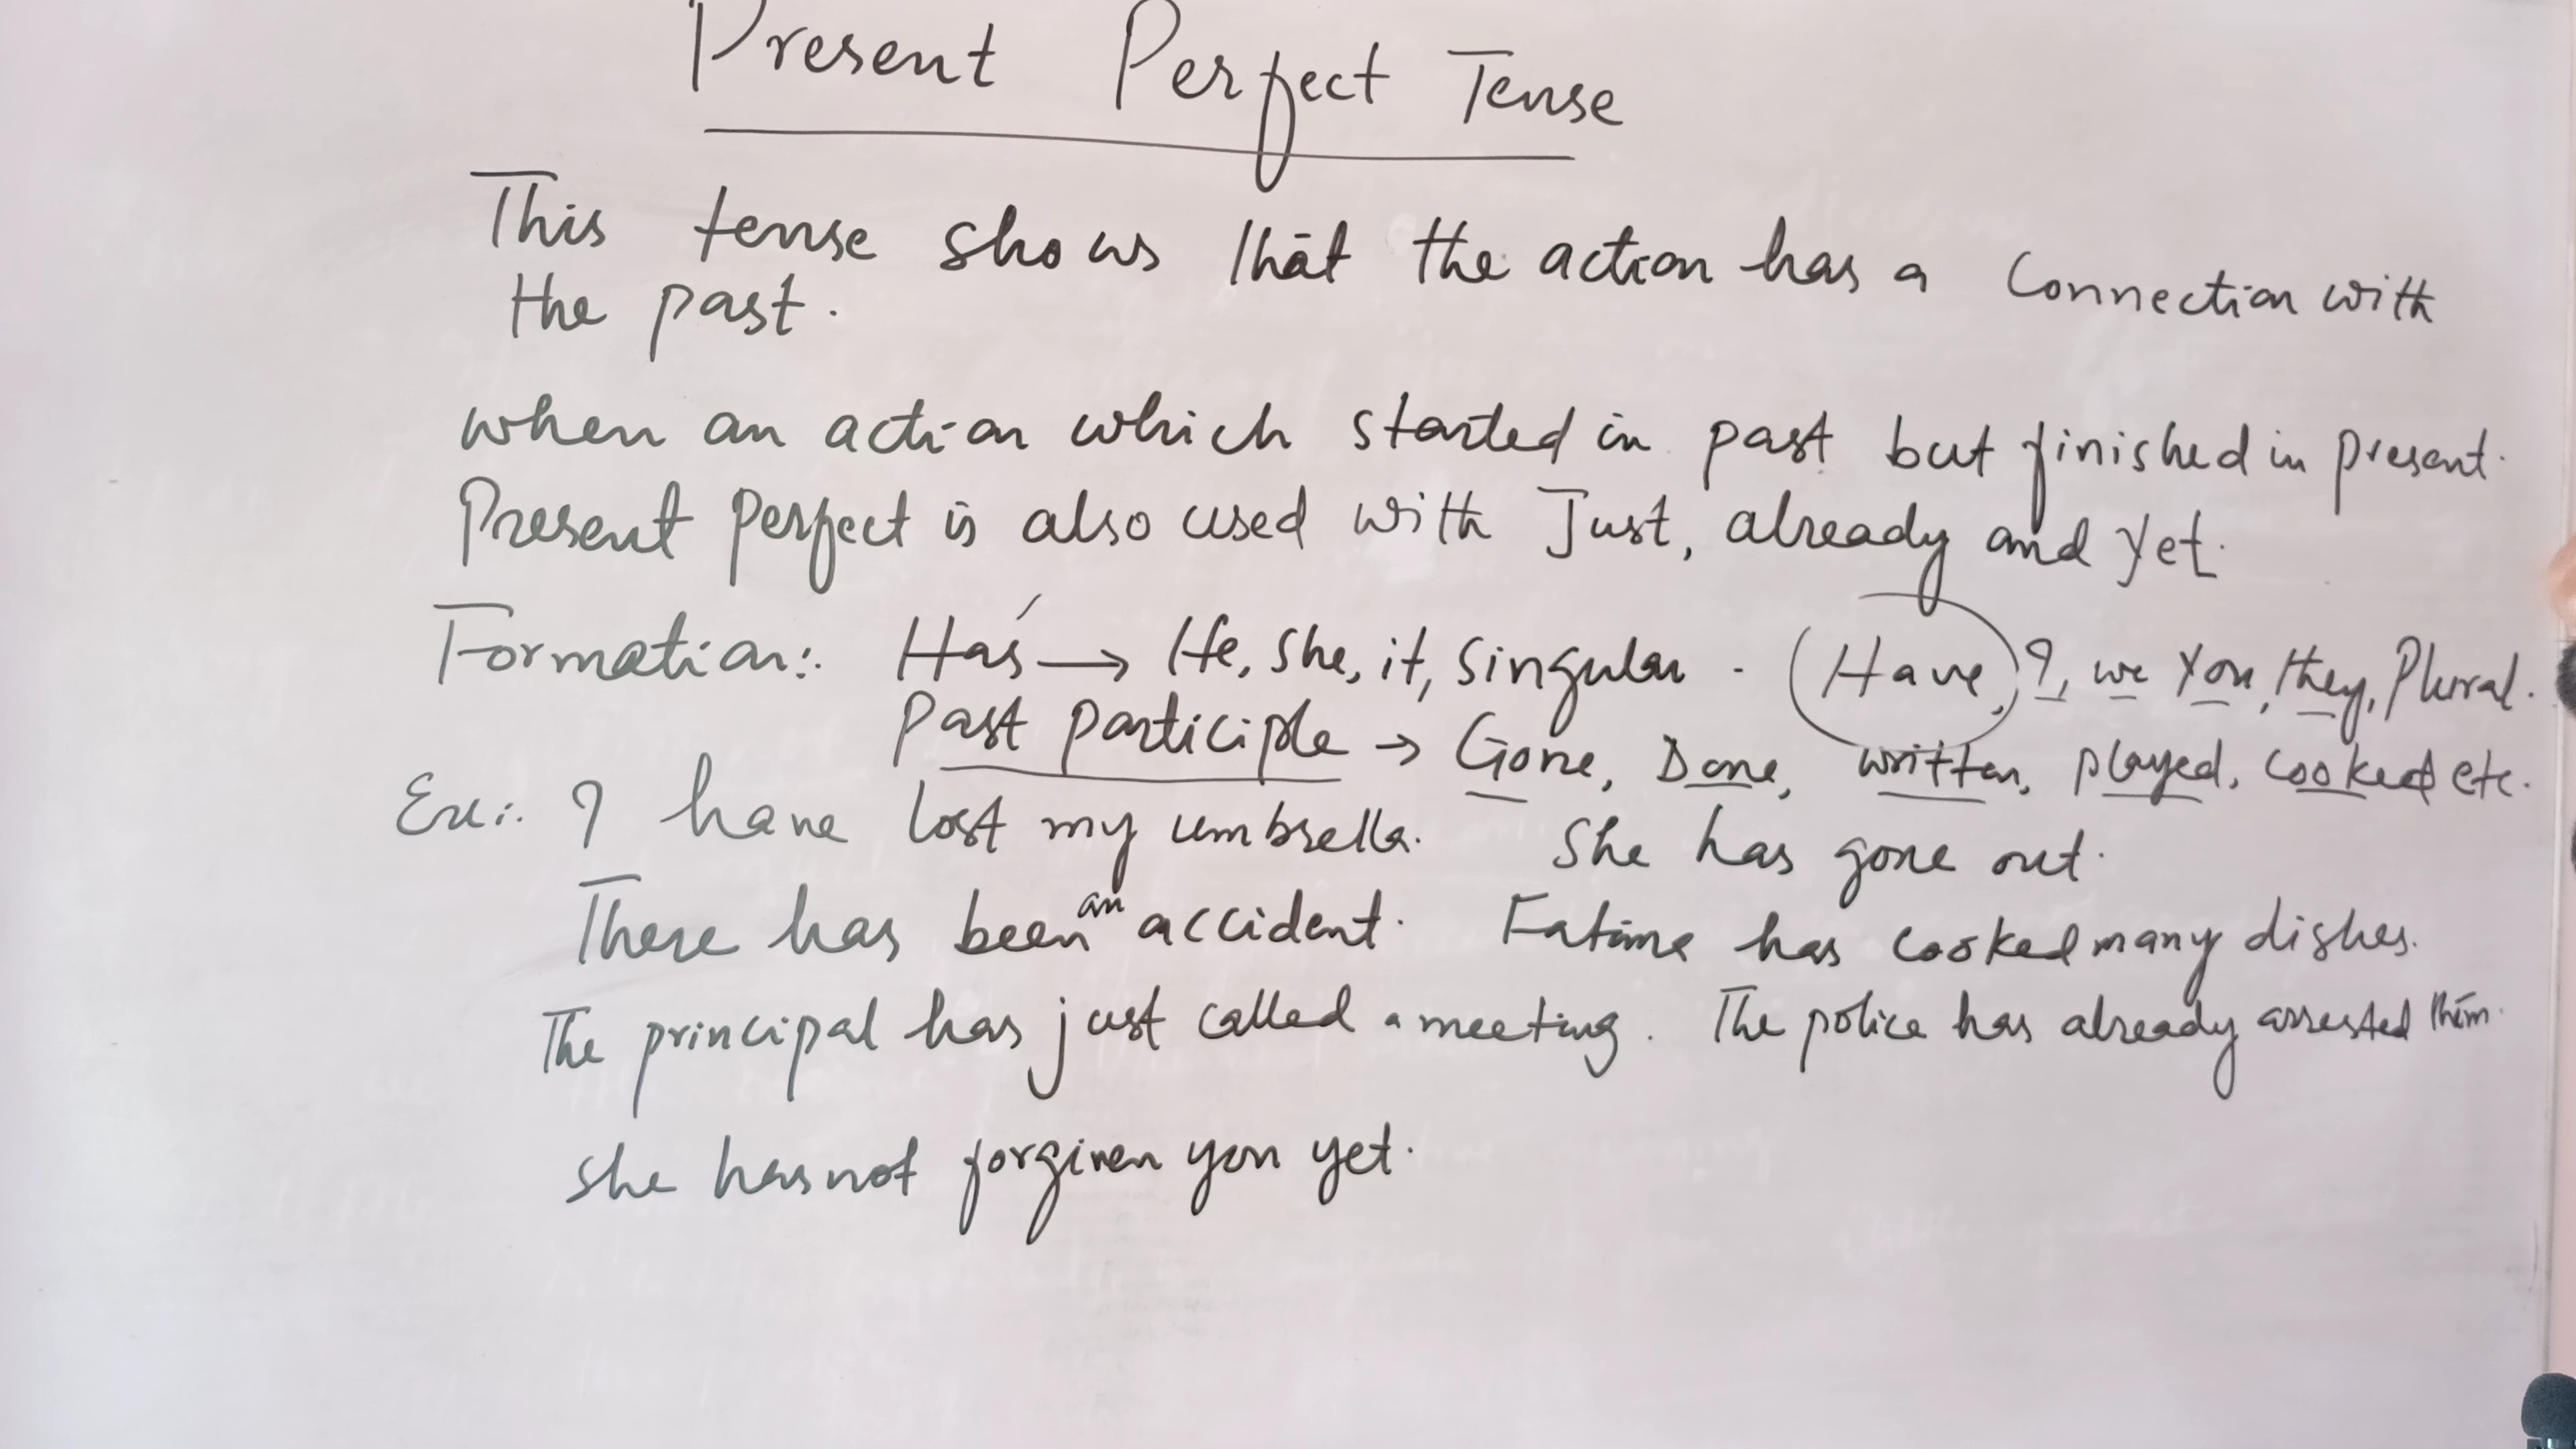 Present Perfect Tense
This tense shows that the action has a connection with
the past.
when an action which started in past but finished in present.
Present perfect is also used with Just, already and yet.
Formation:. Has → He, She, it, singular - Have, I, we You, they, Plural.
Past participle → Gone, Done, written, played, cooked etc.
Ex:. I have lost my umbrella. She has gone out.
There has been an accident. Fatima has cooked many dishes.
The principal has just called a meeting. The police has already arrested them.
she has not forgiven you yet.